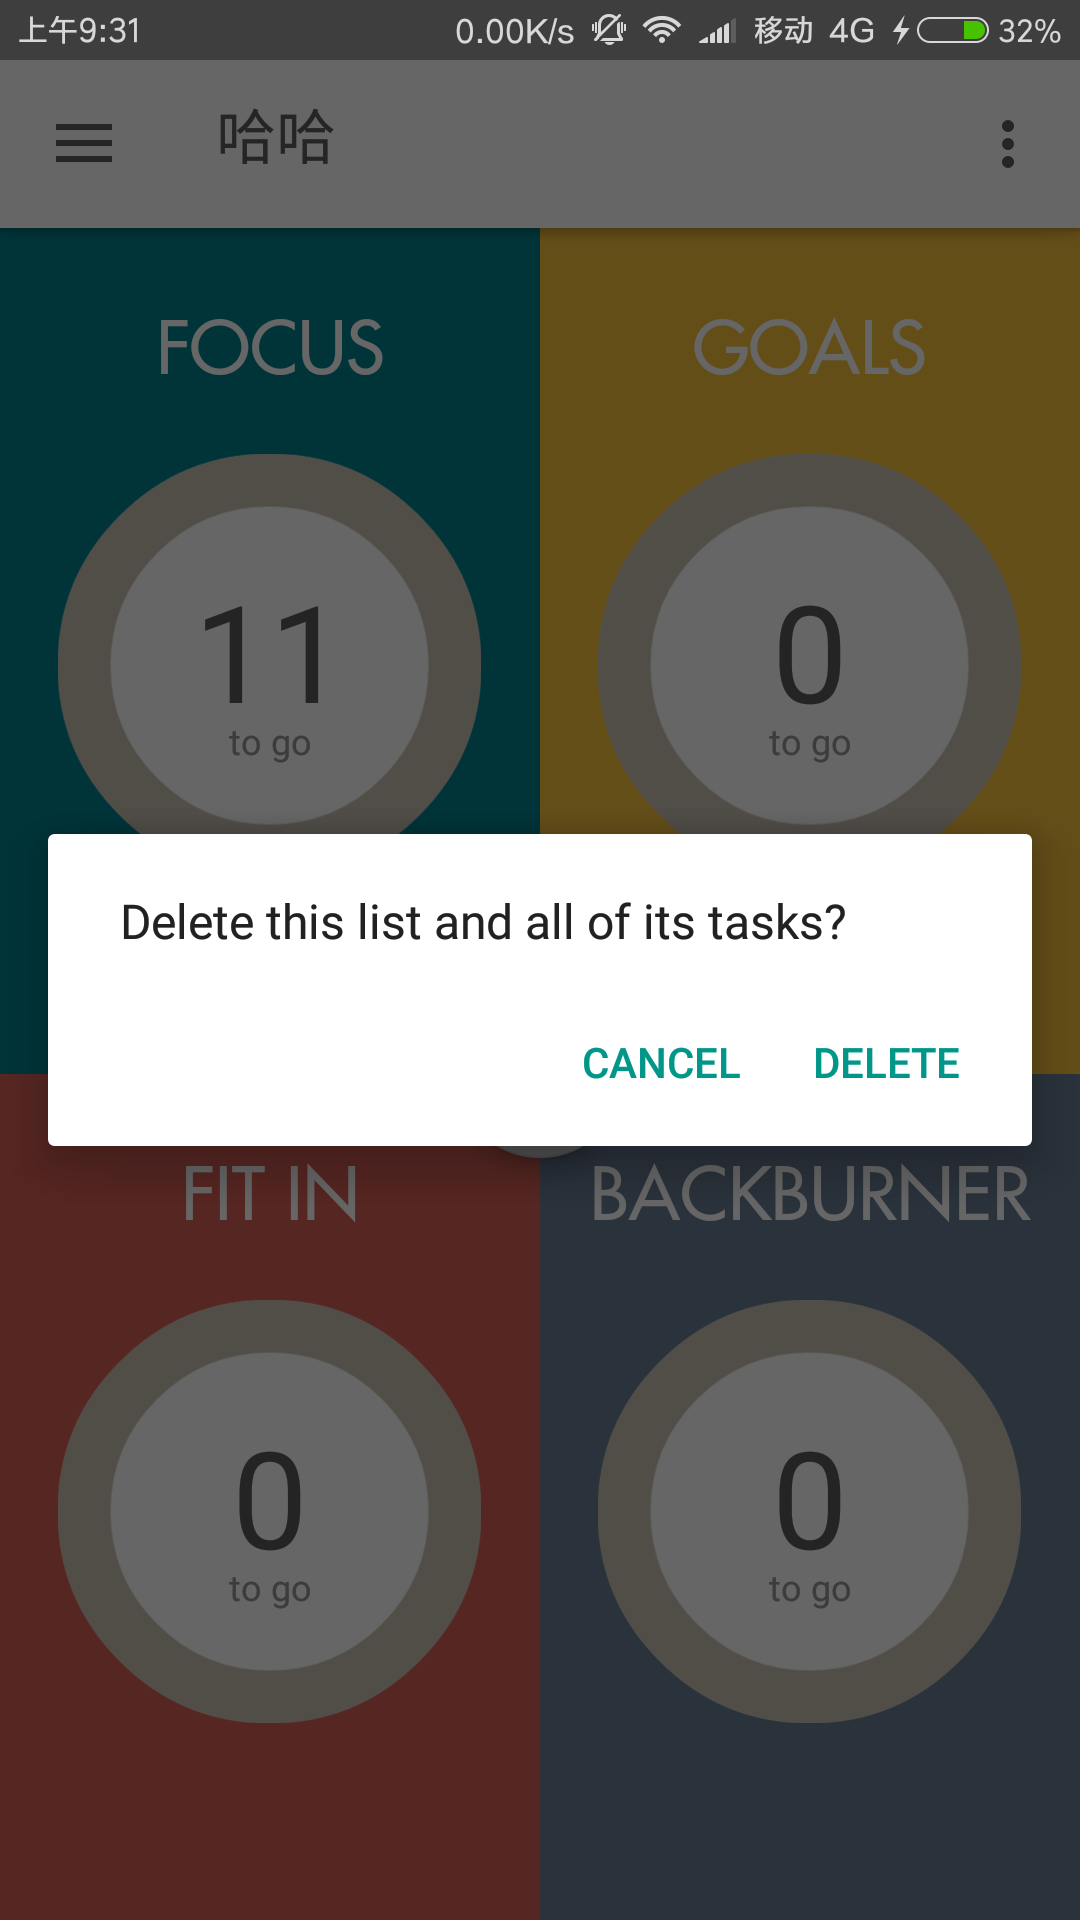 上午9:31 0.00K/s 移动 4G 32%
哈哈
FOCUS GOALS
11 0
to go to go
Delete this list and all of its tasks?
CANCEL DELETE
FIT IN BACKBURNER
0 0
to go to go